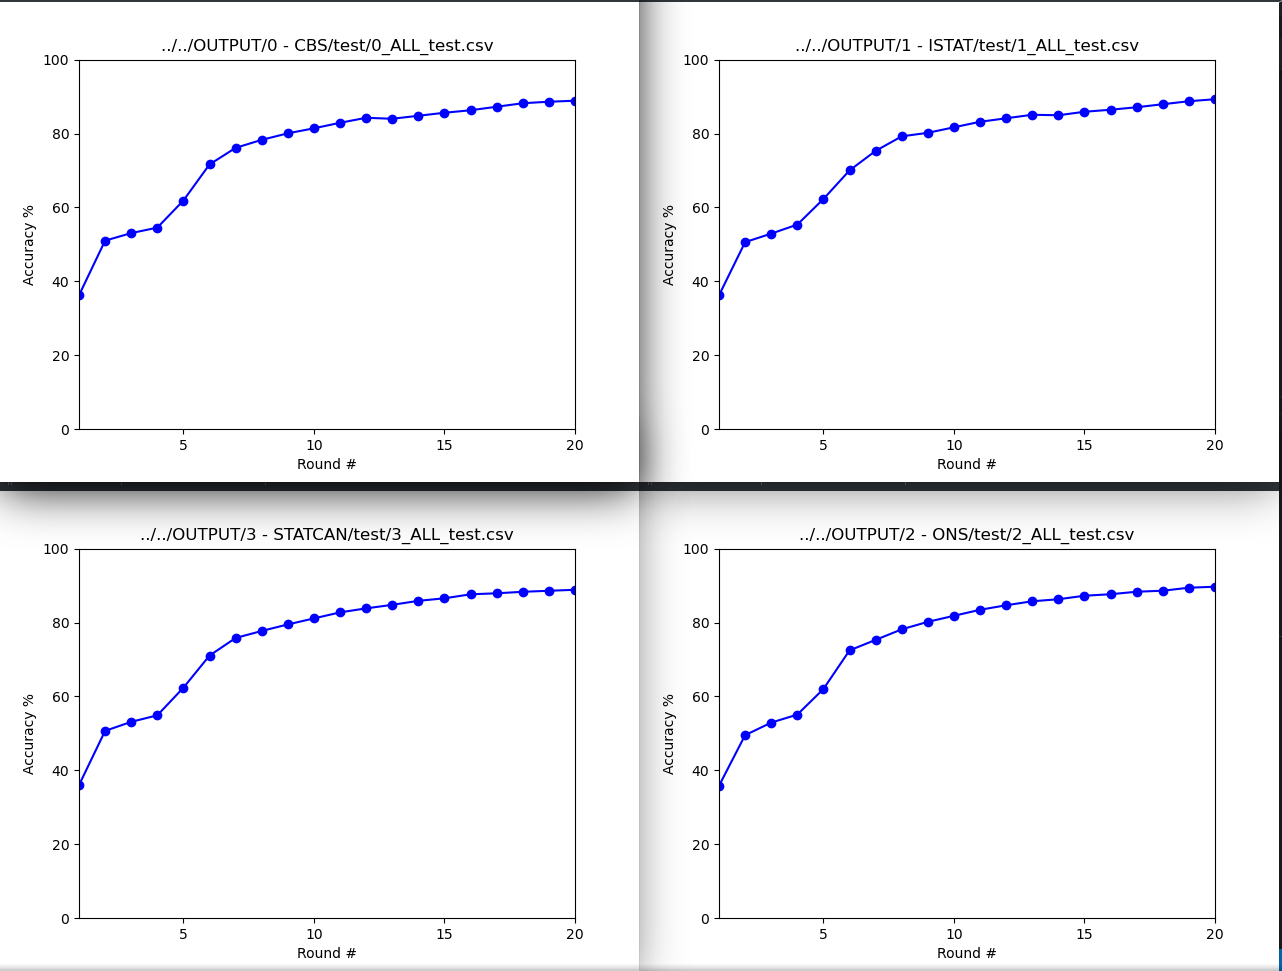 ../../OUTPUT/0 - CBS/test/0_ALL_test.csv
100
80
60
40
20
0
Accuracy %
5 10 15 20
Round #
../../OUTPUT/1 - ISTAT/test/1_ALL_test.csv
100
80
60
40
20
0
Accuracy %
5 10 15 20
Round #
../../OUTPUT/3 - STATCAN/test/3_ALL_test.csv
100
80
60
40
20
0
Accuracy %
5 10 15 20
Round #
../../OUTPUT/2 - ONS/test/2_ALL_test.csv
100
80
60
40
20
0
Accuracy %
5 10 15 20
Round #